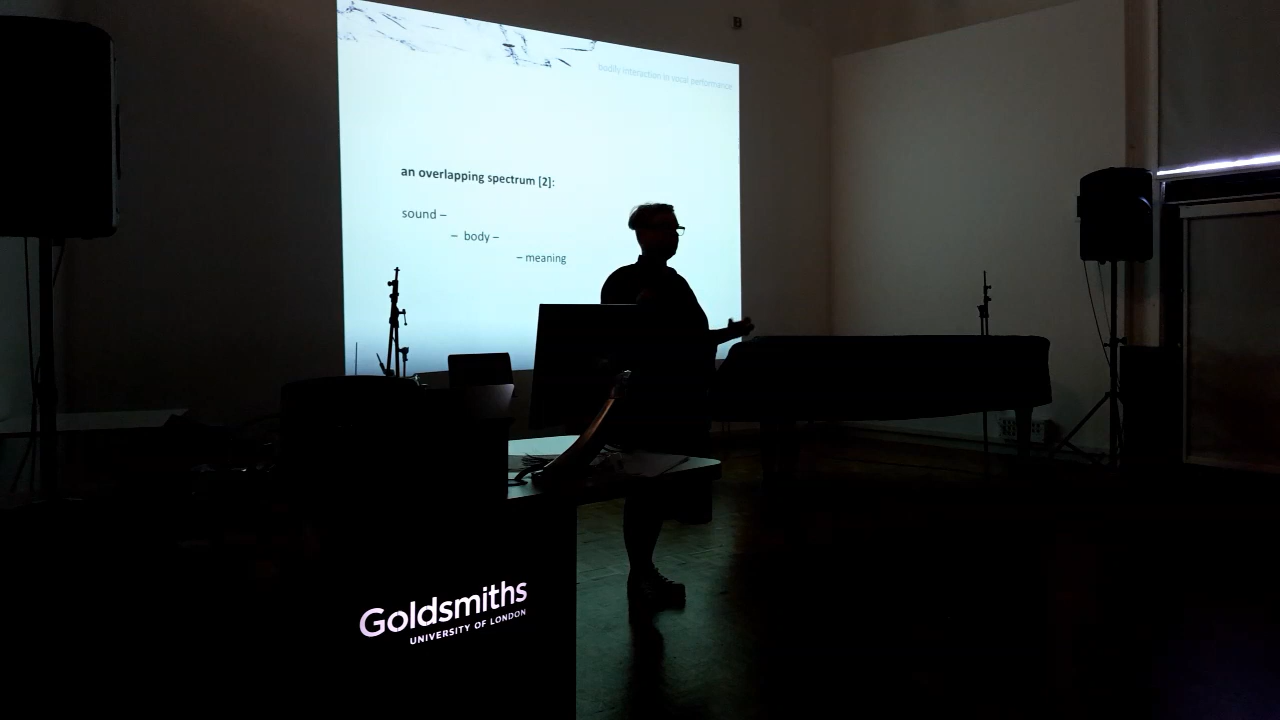 bodily interaction in vocal performance
an overlapping spectrum [2]:
sound –
– body –
– meaning
Goldsmiths
UNIVERSITY OF LONDON